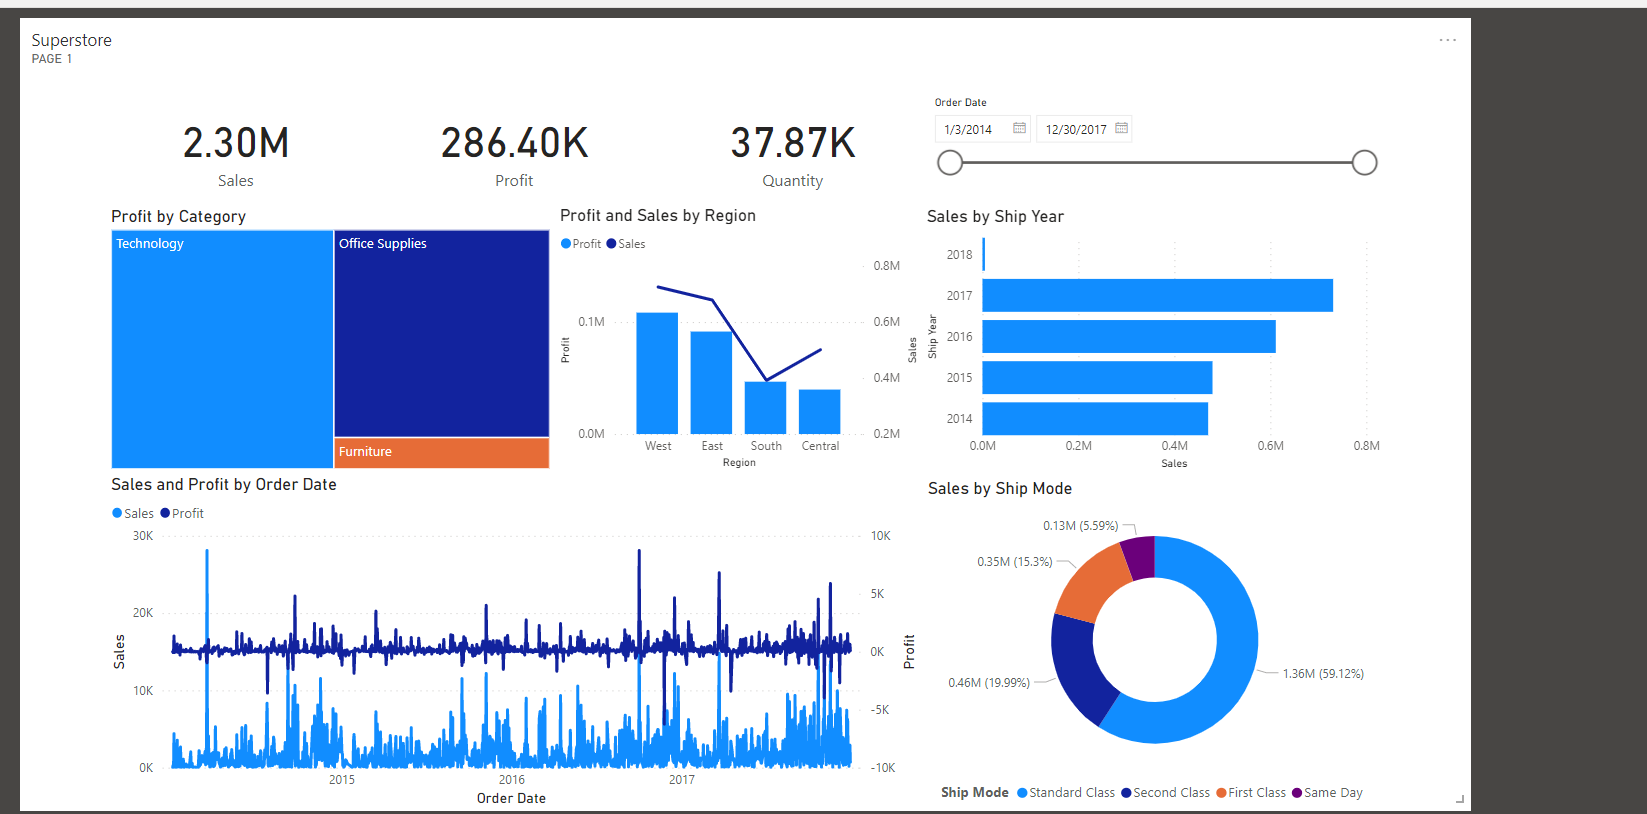 Superstore
PAGE 1
...
2.30M
Sales
286.40K
Profit
37.87K
Quantity
Order Date
1/3/2014 12/30/2017
Profit by Category
Technology
Office Supplies
Furniture
Profit and Sales by Region
Profit Sales
0.1M
0.0M
Profit
0.8M
0.6M
0.4M
0.2M
Sales
West East South Central
Region
Sales by Ship Year
Ship Year
2018
2017
2016
2015
2014
0.0M 0.2M 0.4M 0.6M 0.8M
Sales
Sales and Profit by Order Date
Sales Profit
30K
20K
10K
0K
Sales
10K
5K
0K
-5K
-10K
Profit
2015 2016 2017
Order Date
Sales by Ship Mode
0.13M (5.59%)
0.35M (15.3%)
0.46M (19.99%)
1.36M (59.12%)
Ship Mode Standard Class Second Class First Class Same Day